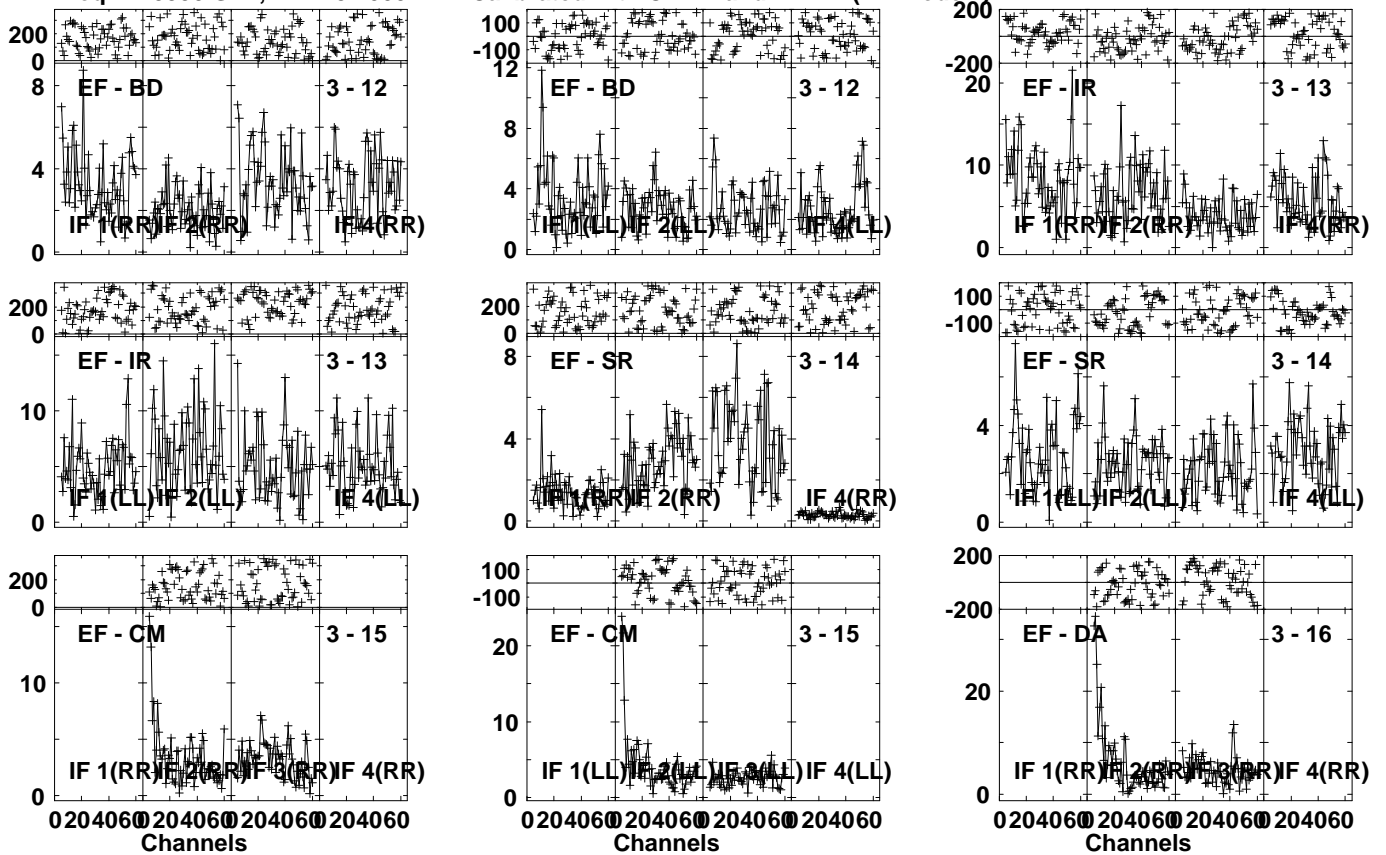 200
0
EF - BD 3 - 12
8
4
0
IF 1(RR) IF 2(RR) IF 4(RR)
100
-100
12
EF - BD 3 - 12
8
4
0
IF 1(LL) IF 2(LL) IF 4(LL)
200
-200
20
EF - IR 3 - 13
10
0
IF 1(RR) IF 2(RR) IF 4(RR)
200
0
EF - IR 3 - 13
10
0
IF 1(LL) IF 2(LL) IF 4(LL)
200
0
8
EF - SR 3 - 14
4
0
IF 1(RR) IF 2(RR) IF 4(RR)
100
-100
8
EF - SR 3 - 14
4
0
IF 1(LL) IF 2(LL) IF 4(LL)
200
0
EF - CM 3 - 15
10
0
IF 1(RR) IF 2(RR) IF 3(RR) IF 4(RR)
0 20 40 60 0 20 40 60 0 20 40 60 0 20 40 60
Channels
100
-100
EF - CM 3 - 15
20
10
0
IF 1(LL) IF 2(LL) IF 3(LL) IF 4(LL)
0 20 40 60 0 20 40 60 0 20 40 60 0 20 40 60
Channels
200
-200
EF - DA 3 - 16
20
0
IF 1(RR) IF 2(RR) IF 3(RR) IF 4(RR)
0 20 40 60 0 20 40 60 0 20 40 60 0 20 40 60
Channels